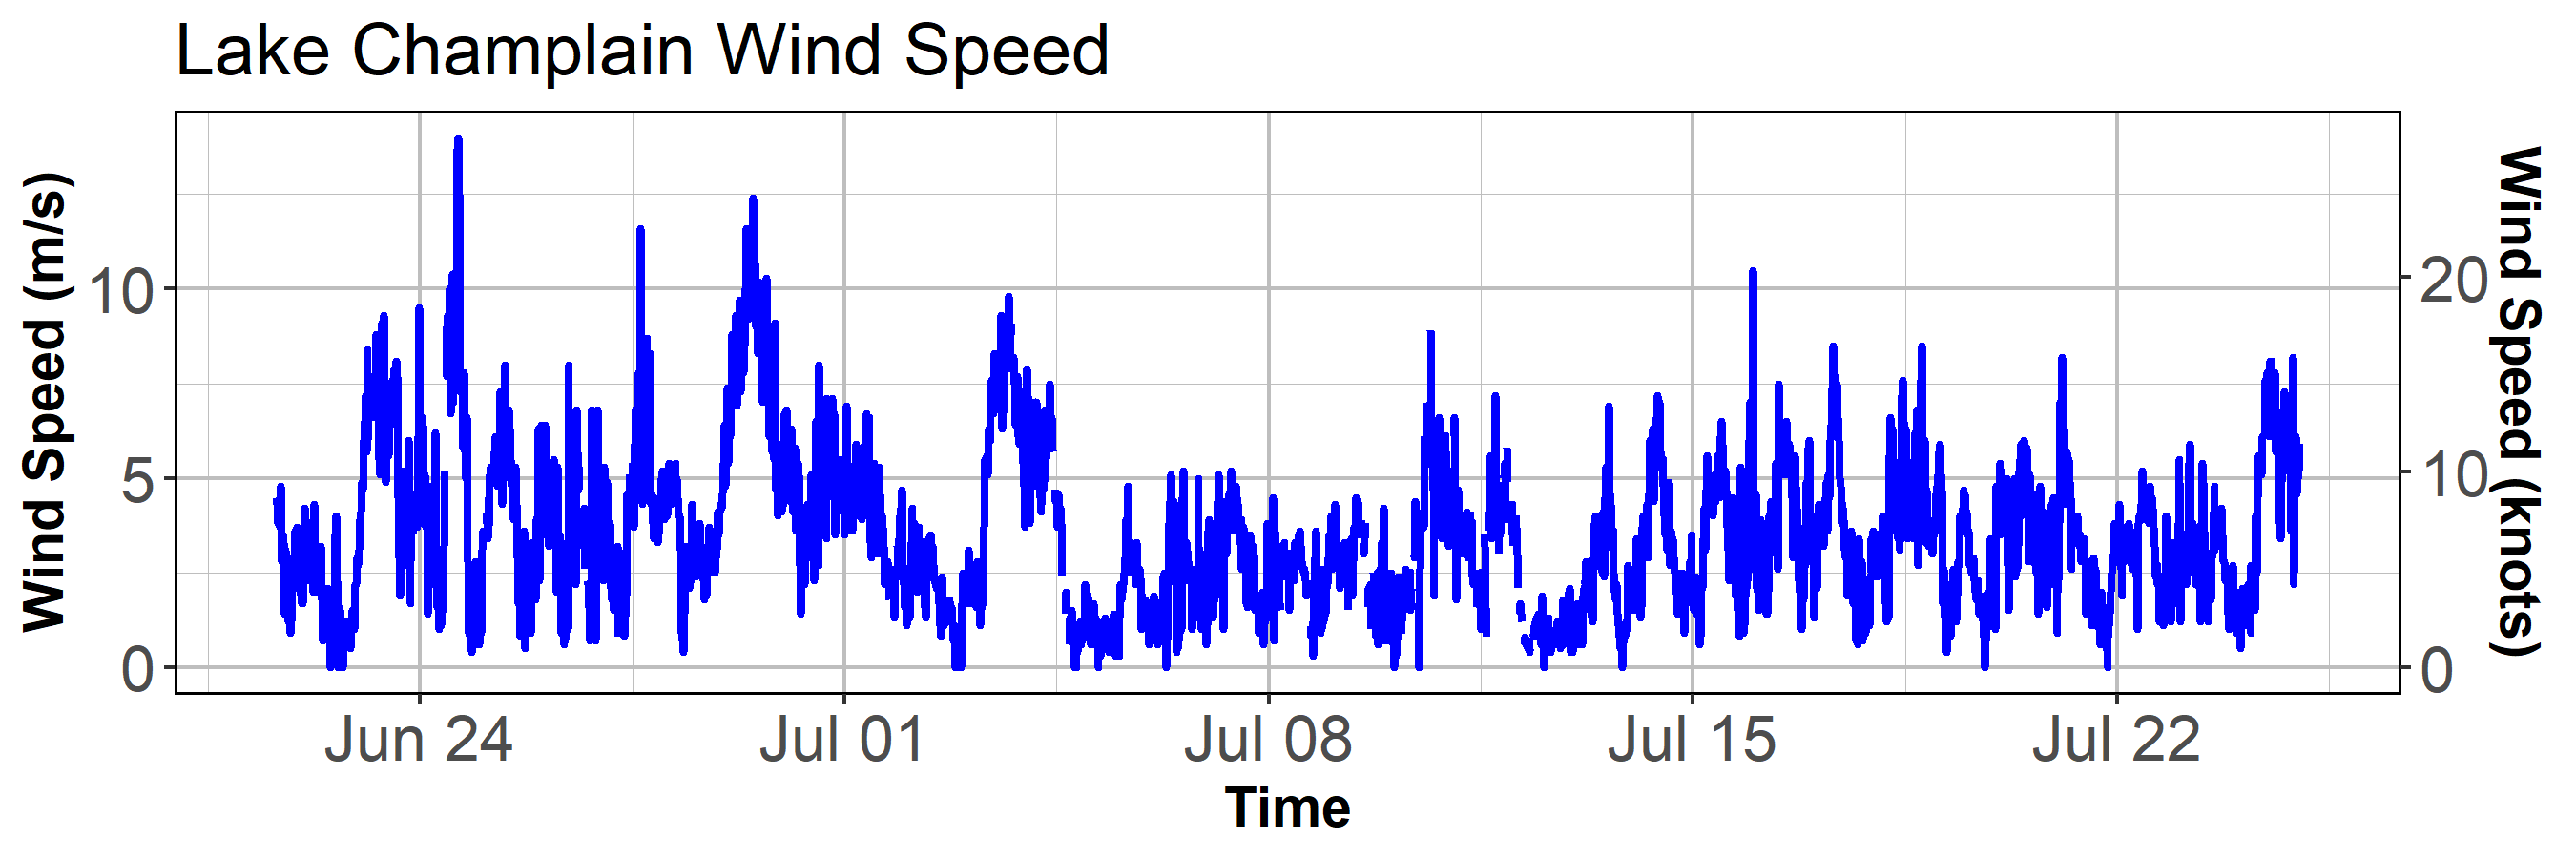 Lake Champlain Wind Speed
Wind Speed (m/s)
10
5
0
20
10
0
Wind Speed (knots)
Jun 24
Jul 01
Jul 08
Jul 15
Jul 22
Time